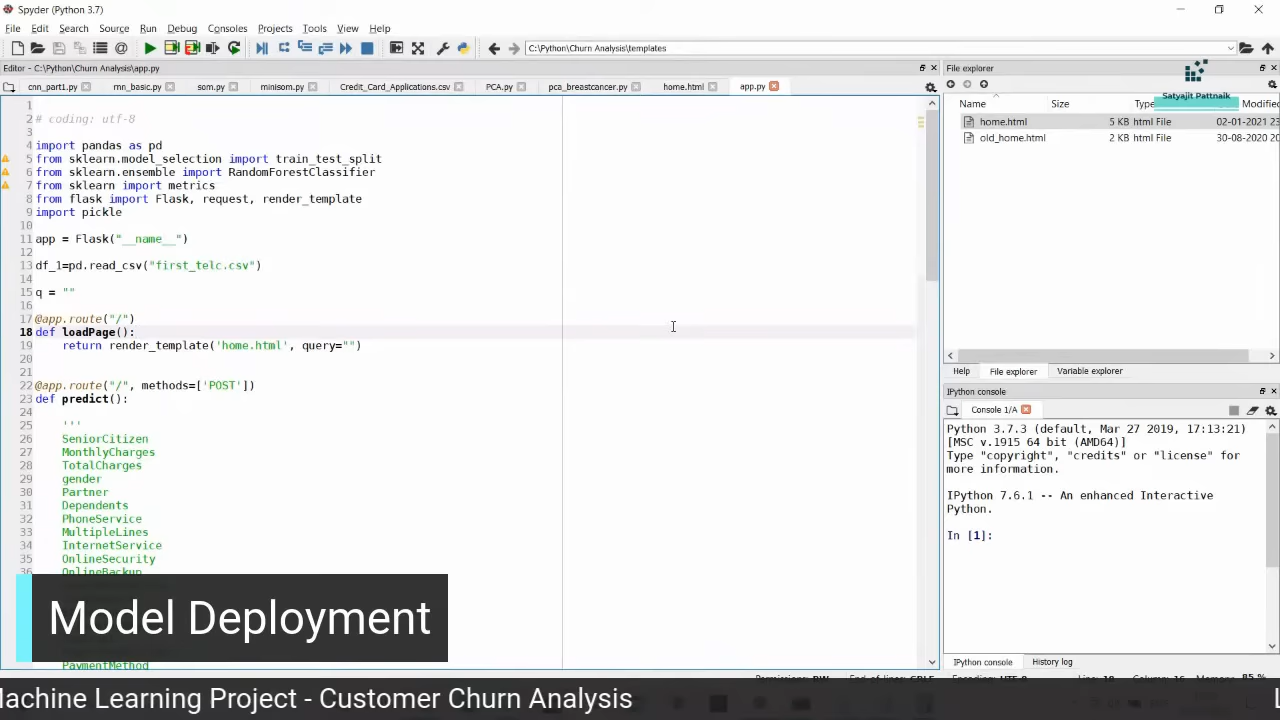 Spyder (Python 3.7)
File Edit Search Source Run Debug Consoles Projects Tools View Help
C:\Python\Churn Analysis\templates
Editor - C:\Python\Churn Analysis\app.py
cnn_part1.py rnn_basic.py som.py minisom.py Credit_Card_Applications.csv PCA.py pca_breastcancer.py home.html app.py
1
2 # coding: utf-8
3
4 import pandas as pd
5 from sklearn.model_selection import train_test_split
6 from sklearn.ensemble import RandomForestClassifier
7 from sklearn import metrics
8 from flask import Flask, request, render_template
9 import pickle
10
11 app = Flask("__name__")
12
13 df_1=pd.read_csv("first_telc.csv")
14
15 q = ""
16
17 @app.route("/")
18 def loadPage():
19 return render_template('home.html', query="")
20
21
22 @app.route("/", methods=['POST'])
23 def predict():
24
25 '''
26 SeniorCitizen
27 MonthlyCharges
28 TotalCharges
29 gender
30 Partner
31 Dependents
32 PhoneService
33 MultipleLines
34 InternetService
35 OnlineSecurity
36 OnlineBackup
PaymentMethod
File explorer
Satyajit Pattnaik
Name Size Type Modified
home.html 5 KB html File 02-01-2021 23
old_home.html 2 KB html File 30-08-2020 20
Help File explorer Variable explorer
IPython console
Console 1/A
Python 3.7.3 (default, Mar 27 2019, 17:13:21)
[MSC v.1915 64 bit (AMD64)]
Type "copyright", "credits" or "license" for
more information.
IPython 7.6.1 -- An enhanced Interactive
Python.
In [1]:
IPython console History log
Model Deployment
Machine Learning Project - Customer Churn Analysis